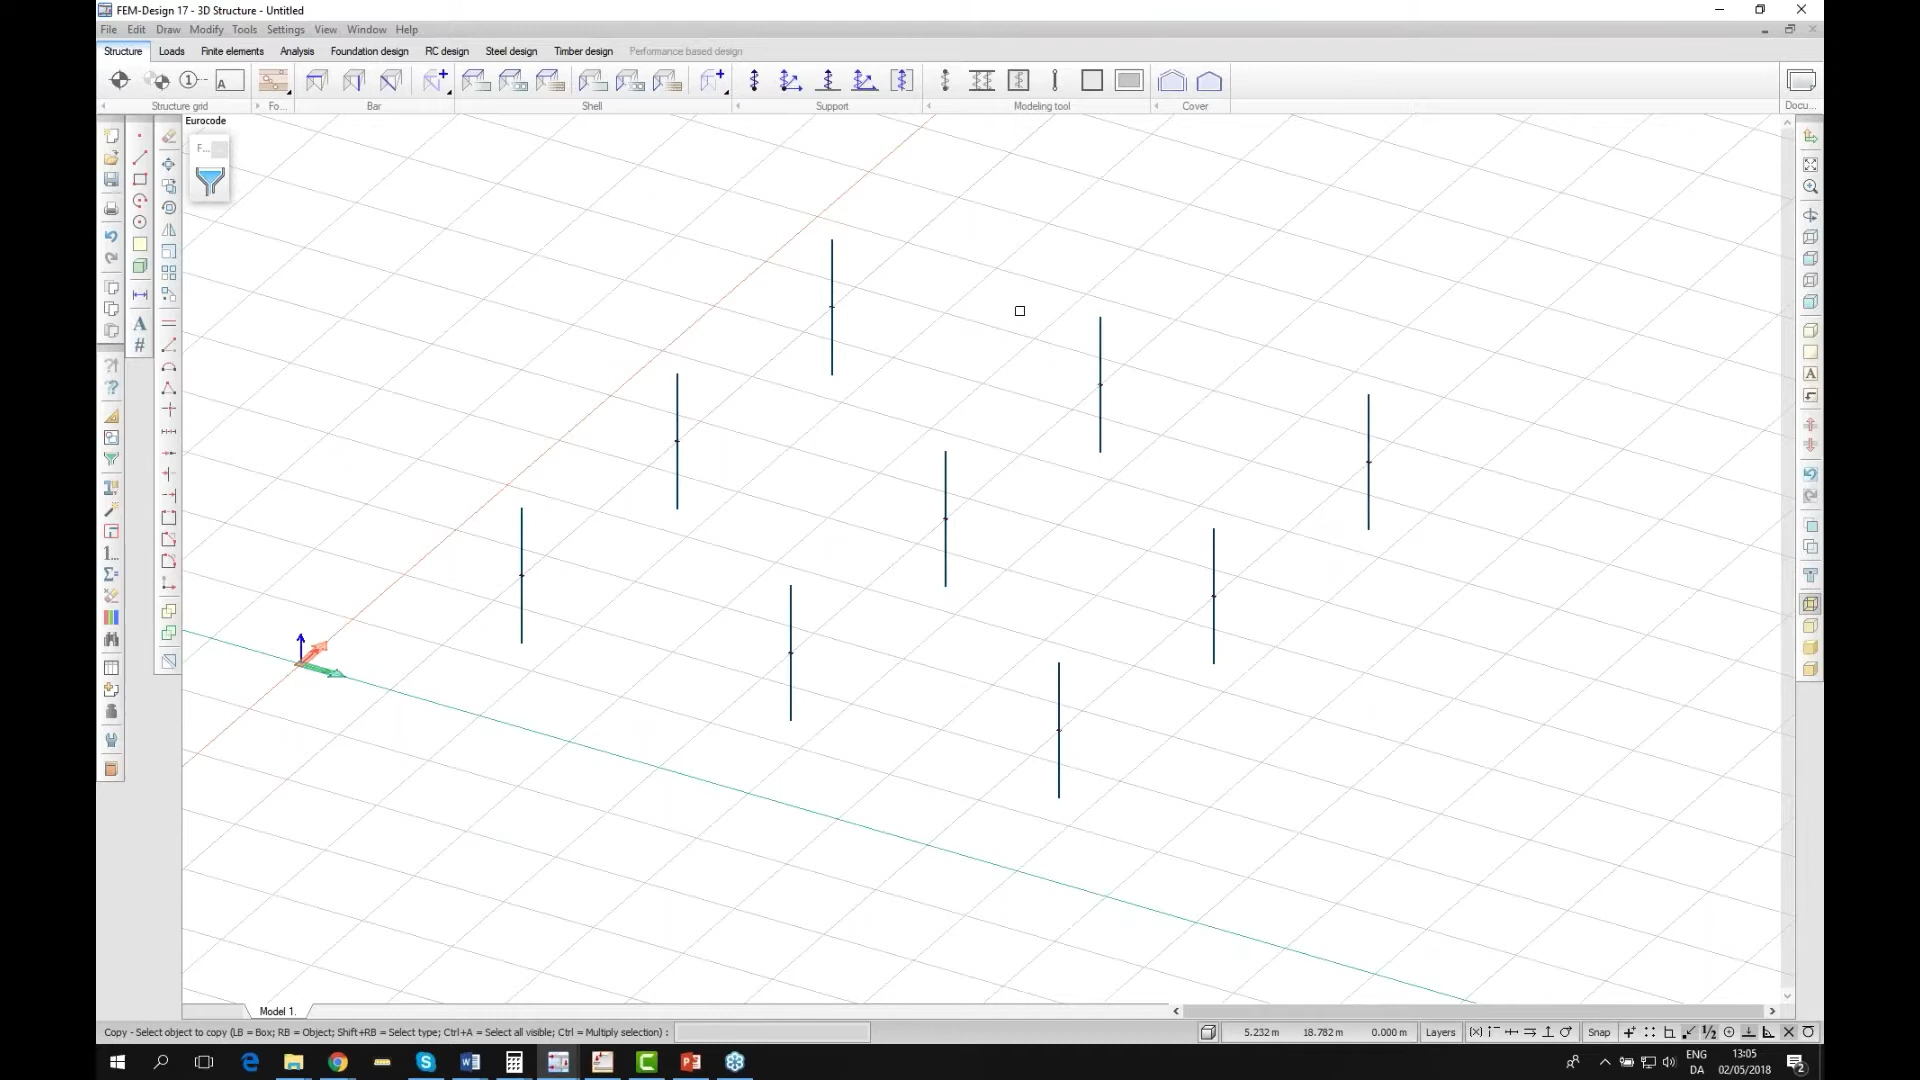 FEM-Design 17 - 3D Structure - Untitled
File Edit Draw Modify Tools Settings View Window Help
Structure Loads Finite elements Analysis Foundation design RC design Steel design Timber design Performance based design
1 A
Structure grid Fo... Bar Shell Support Modeling tool Cover Docu...
Eurocode
F...
A
#
A
1...
Σ=
Model 1.
Copy - Select object to copy (LB = Box; RB = Object; Shift+RB = Select type; Ctrl+A = Select all visible; Ctrl = Multiply selection) :
5.232 m 18.782 m 0.000 m Layers Snap
ENG 13:05
DA 02/05/2018 2